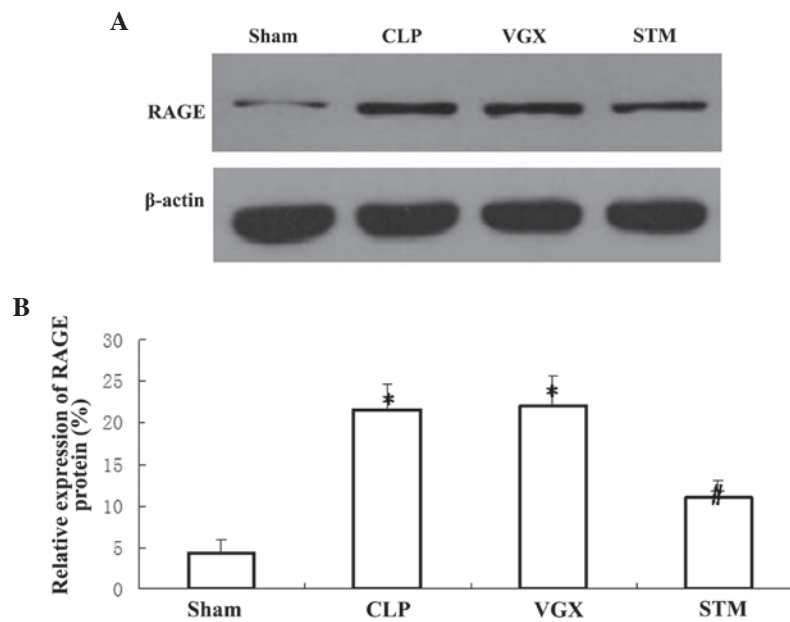 A
Sham CLP VGX STM
RAGE
β-actin
B
Relative expression of RAGE
protein (%)
30
25
20
15
10
5
0
*
*
#
Sham CLP VGX STM